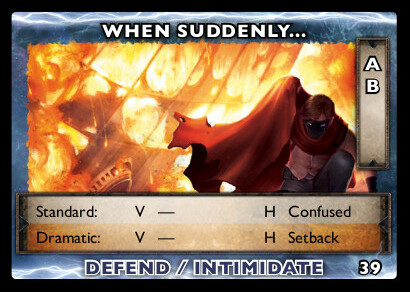 WHEN SUDDENLY...
A
B
Standard: V — H Confused
Dramatic: V — H Setback
DEFEND / INTIMIDATE 39